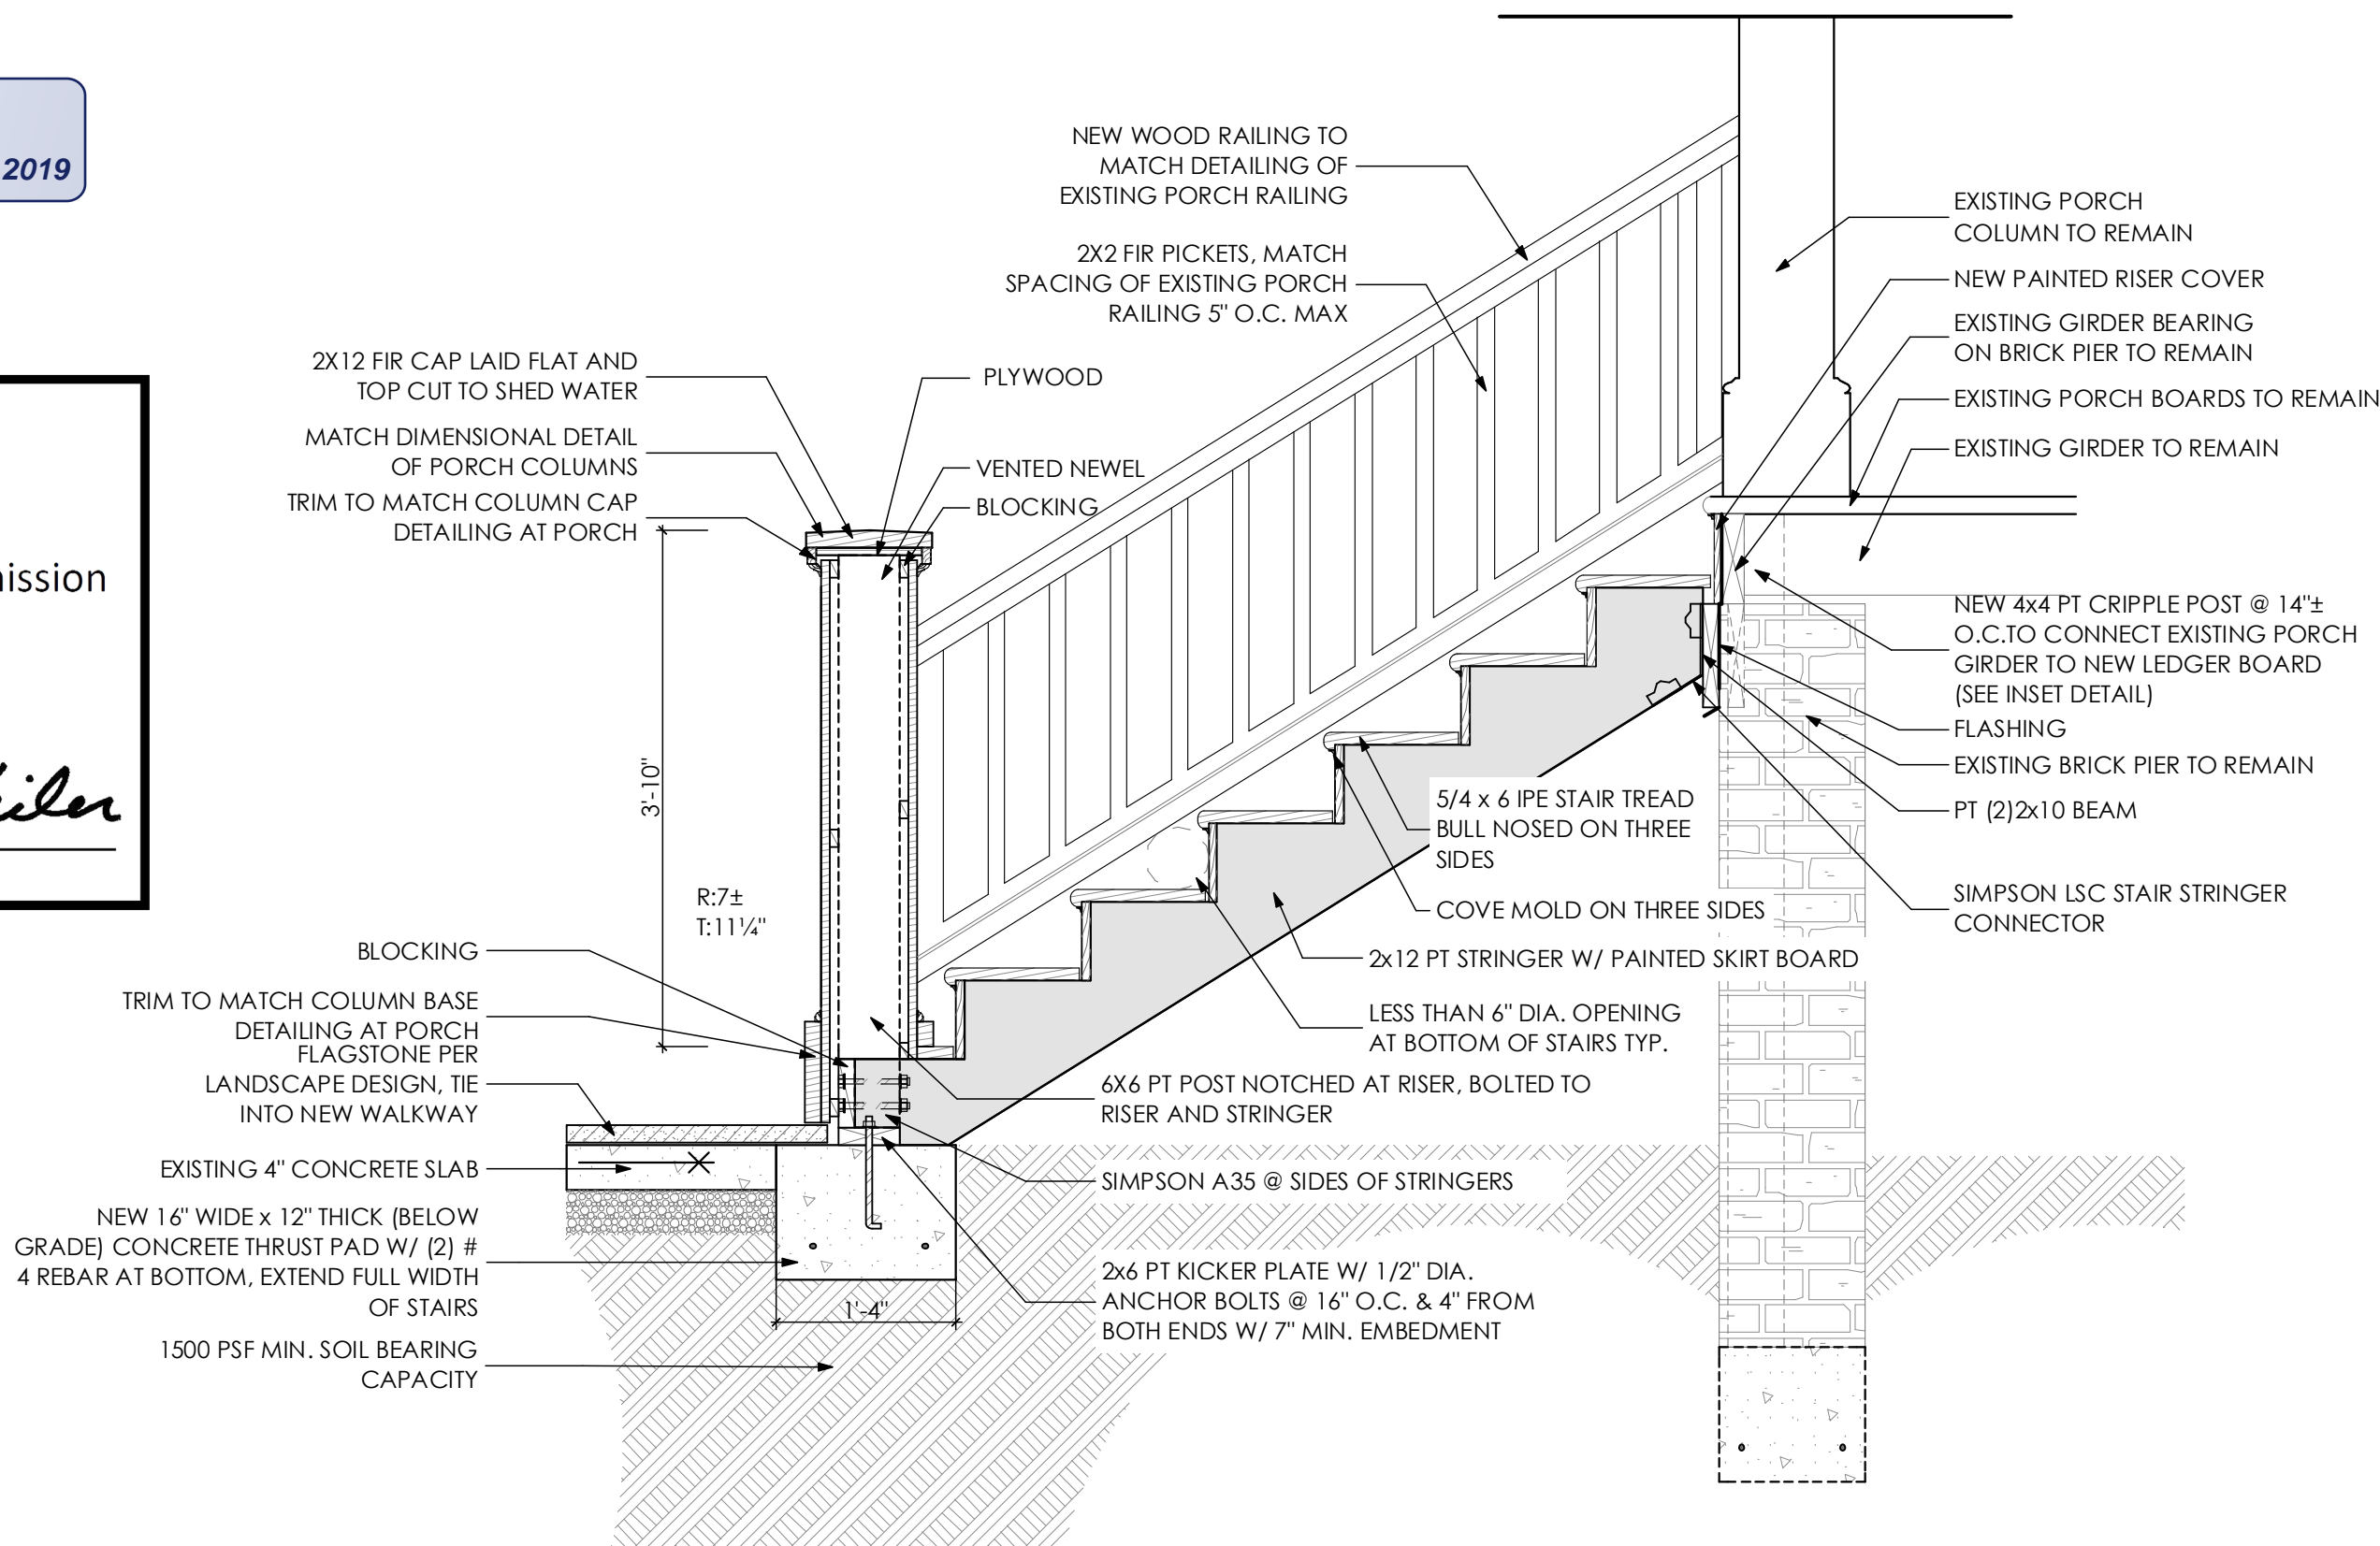 2019
ission
NEW WOOD RAILING TO
MATCH DETAILING OF
EXISTING PORCH RAILING
2X2 FIR PICKETS, MATCH
SPACING OF EXISTING PORCH
RAILING 5" O.C. MAX
2X12 FIR CAP LAID FLAT AND
TOP CUT TO SHED WATER
MATCH DIMENSIONAL DETAIL
OF PORCH COLUMNS
TRIM TO MATCH COLUMN CAP
DETAILING AT PORCH
PLYWOOD
VENTED NEWEL
BLOCKING
EXISTING PORCH
COLUMN TO REMAIN
NEW PAINTED RISER COVER
EXISTING GIRDER BEARING
ON BRICK PIER TO REMAIN
EXISTING PORCH BOARDS TO REMAIN
EXISTING GIRDER TO REMAIN
NEW 4x4 PT CRIPPLE POST @ 14"±
O.C.TO CONNECT EXISTING PORCH
GIRDER TO NEW LEDGER BOARD
(SEE INSET DETAIL)
FLASHING
EXISTING BRICK PIER TO REMAIN
PT (2)2x10 BEAM
SIMPSON LSC STAIR STRINGER
CONNECTOR
3'-10"
R:7±
T:11¼"
5/4 x 6 IPE STAIR TREAD
BULL NOSED ON THREE
SIDES
COVE MOLD ON THREE SIDES
2x12 PT STRINGER W/ PAINTED SKIRT BOARD
LESS THAN 6" DIA. OPENING
AT BOTTOM OF STAIRS TYP.
6X6 PT POST NOTCHED AT RISER, BOLTED TO
RISER AND STRINGER
SIMPSON A35 @ SIDES OF STRINGERS
2x6 PT KICKER PLATE W/ 1/2" DIA.
ANCHOR BOLTS @ 16" O.C. & 4" FROM
BOTH ENDS W/ 7" MIN. EMBEDMENT
BLOCKING
TRIM TO MATCH COLUMN BASE
DETAILING AT PORCH
FLAGSTONE PER
LANDSCAPE DESIGN, TIE
INTO NEW WALKWAY
EXISTING 4" CONCRETE SLAB
NEW 16" WIDE x 12" THICK (BELOW
GRADE) CONCRETE THRUST PAD W/ (2) #
4 REBAR AT BOTTOM, EXTEND FULL WIDTH
OF STAIRS
1500 PSF MIN. SOIL BEARING
CAPACITY
1'-4"